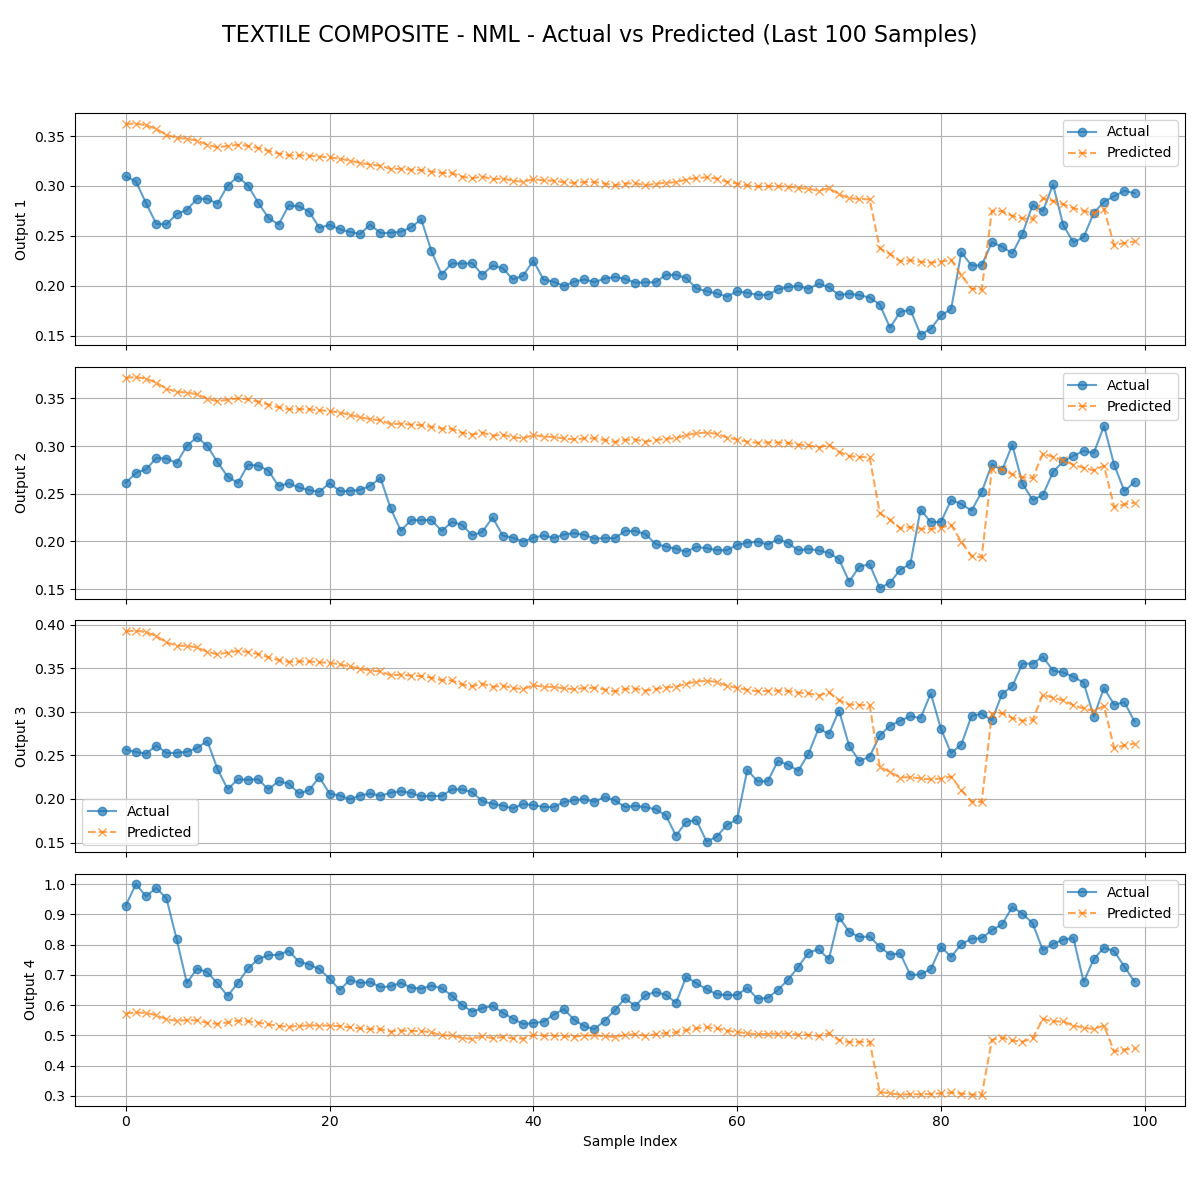 TEXTILE COMPOSITE - NML - Actual vs Predicted (Last 100 Samples)
Output 1
0.35
0.30
0.25
0.20
0.15
Actual
Predicted
Output 2
0.35
0.30
0.25
0.20
0.15
Actual
Predicted
Output 3
0.40
0.35
0.30
0.25
0.20
0.15
Actual
Predicted
Output 4
1.0
0.9
0.8
0.7
0.6
0.5
0.4
0.3
Actual
Predicted
0 20 40 60 80 100
Sample Index